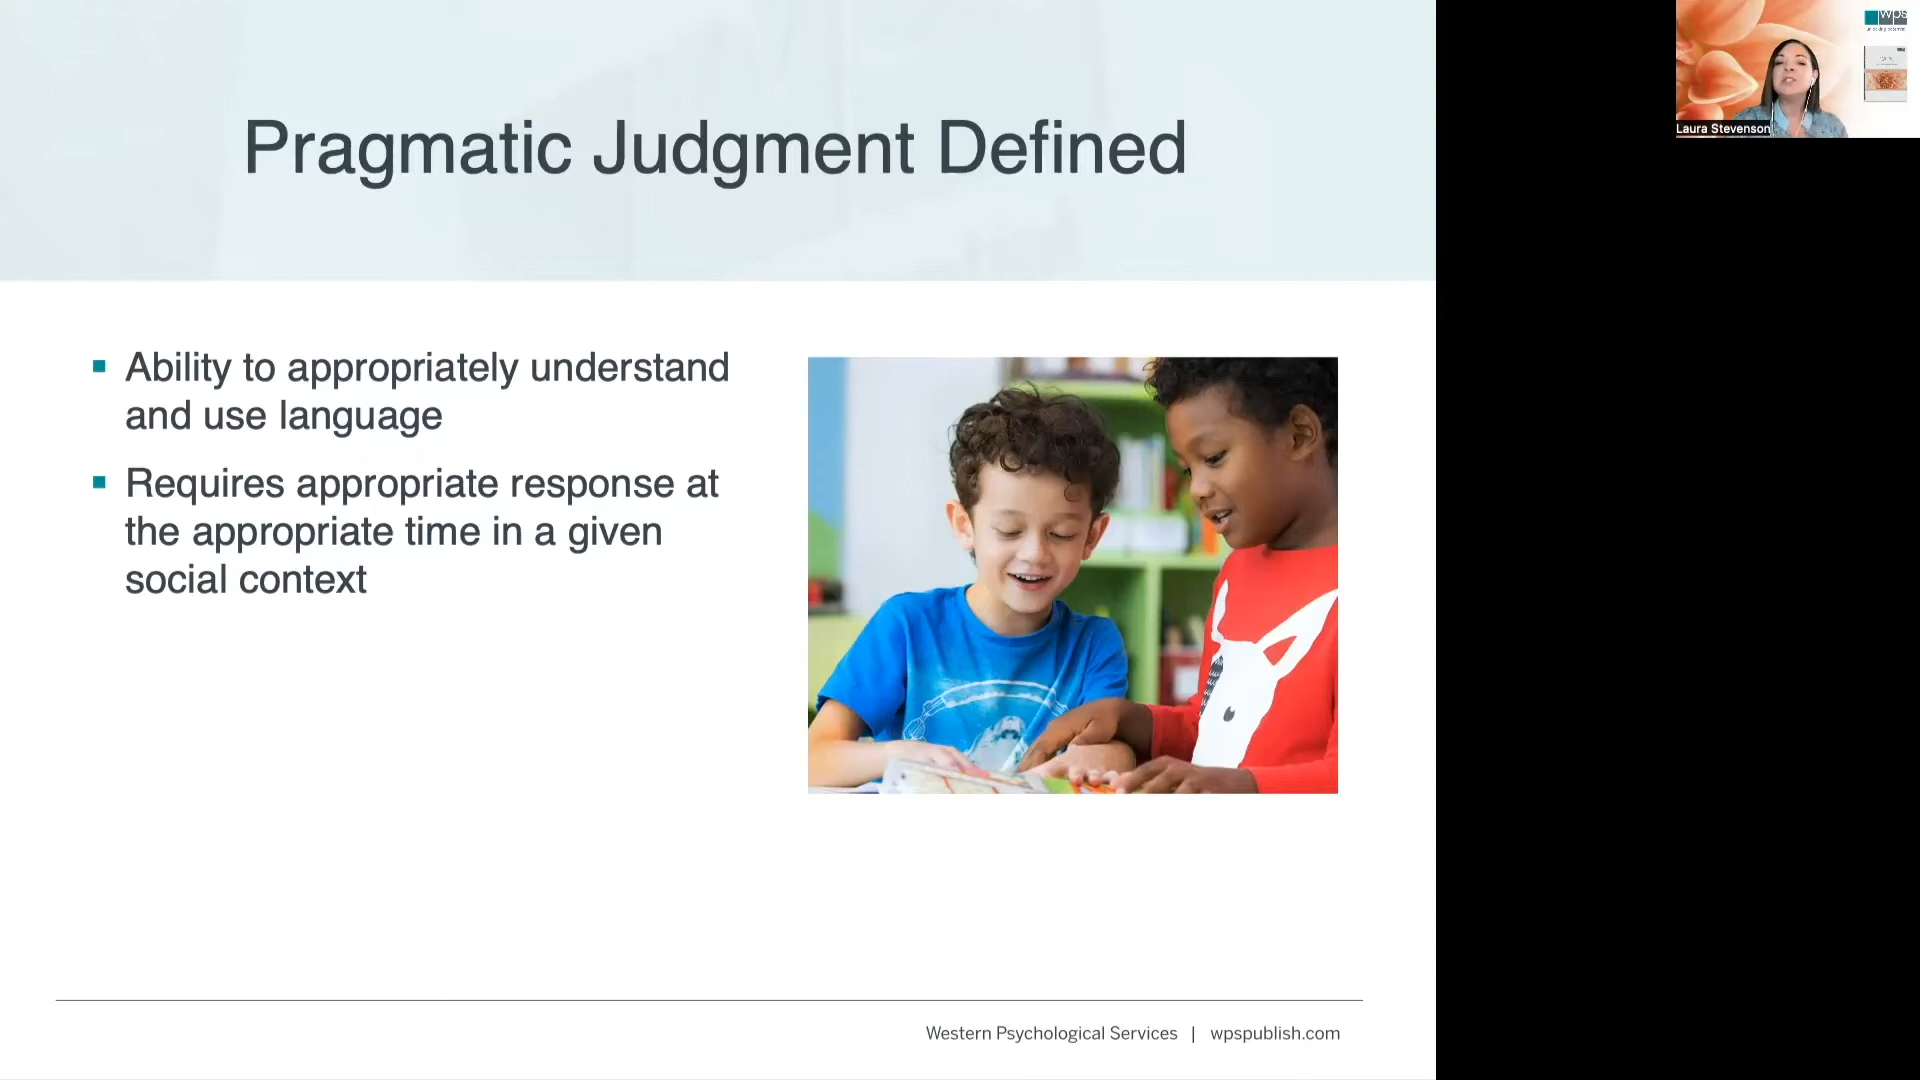 Pragmatic Judgment Defined
Ability to appropriately understand
and use language
Requires appropriate response at
the appropriate time in a given
social context
Western Psychological Services | wpspublish.com
wps
Laura Stevenson